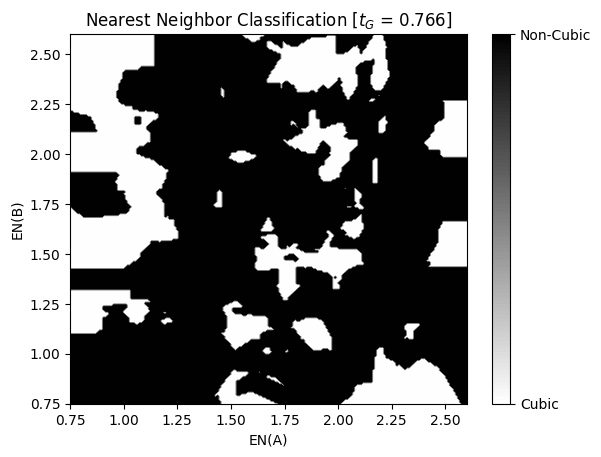 Nearest Neighbor Classification [$t_G$ = 0.766]
2.50
2.25
2.00
1.75
1.50
1.25
1.00
0.75
EN(B)
0.75 1.00 1.25 1.50 1.75 2.00 2.25 2.50
EN(A)
Non-Cubic
Cubic